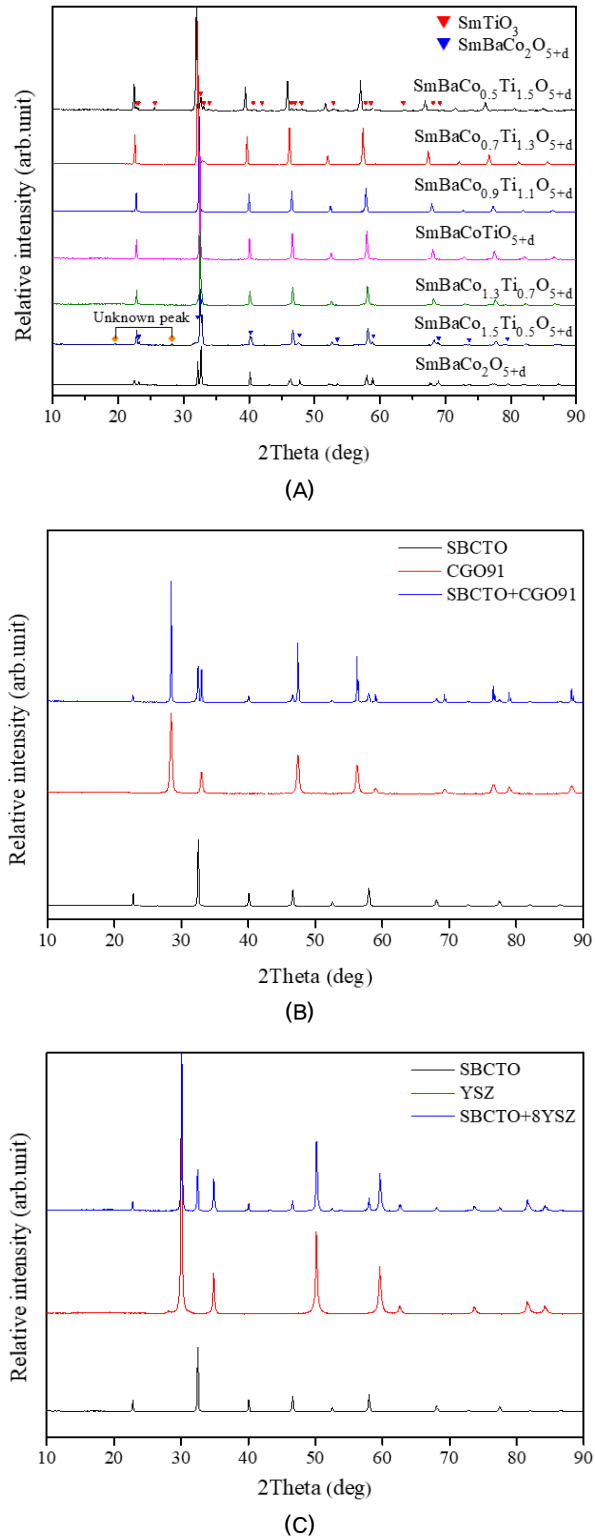 SmTiO₃
SmBaCo₂O₅₊d
SmBaCo₀.₅Ti₁.₅O₅₊d
SmBaCo₀.₇Ti₁.₃O₅₊d
SmBaCo₀.₉Ti₁.₁O₅₊d
SmBaCoTiO₅₊d
SmBaCo₁.₃Ti₀.₇O₅₊d
Unknown peak
SmBaCo₁.₅Ti₀.₅O₅₊d
SmBaCo₂O₅₊d
Relative intensity (arb.unit)
10 20 30 40 50 60 70 80 90
2Theta (deg)
(A)
SBCTO
CGO91
SBCTO+CGO91
Relative intensity (arb.unit)
10 20 30 40 50 60 70 80 90
2Theta (deg)
(B)
SBCTO
YSZ
SBCTO+8YSZ
Relative intensity (arb.unit)
10 20 30 40 50 60 70 80 90
2Theta (deg)
(C)